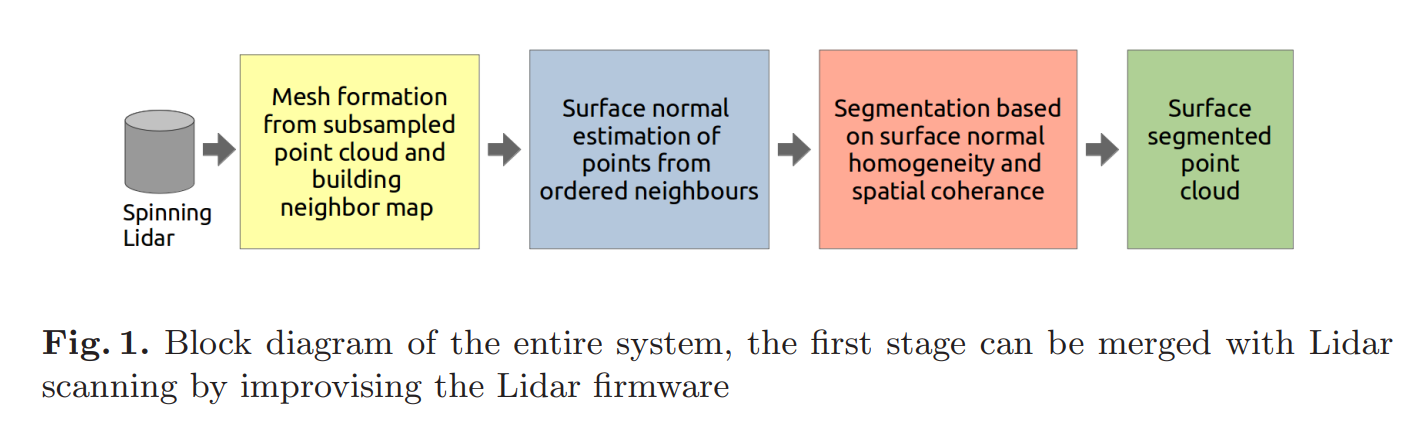 Spinning
Lidar
Mesh formation
from subsampled
point cloud and
building
neighbor map
Surface normal
estimation of
points from
ordered neighbours
Segmentation based
on surface normal
homogeneity and
spatial coherance
Surface
segmented
point
cloud
Fig. 1. Block diagram of the entire system, the first stage can be merged with Lidar
scanning by improvising the Lidar firmware